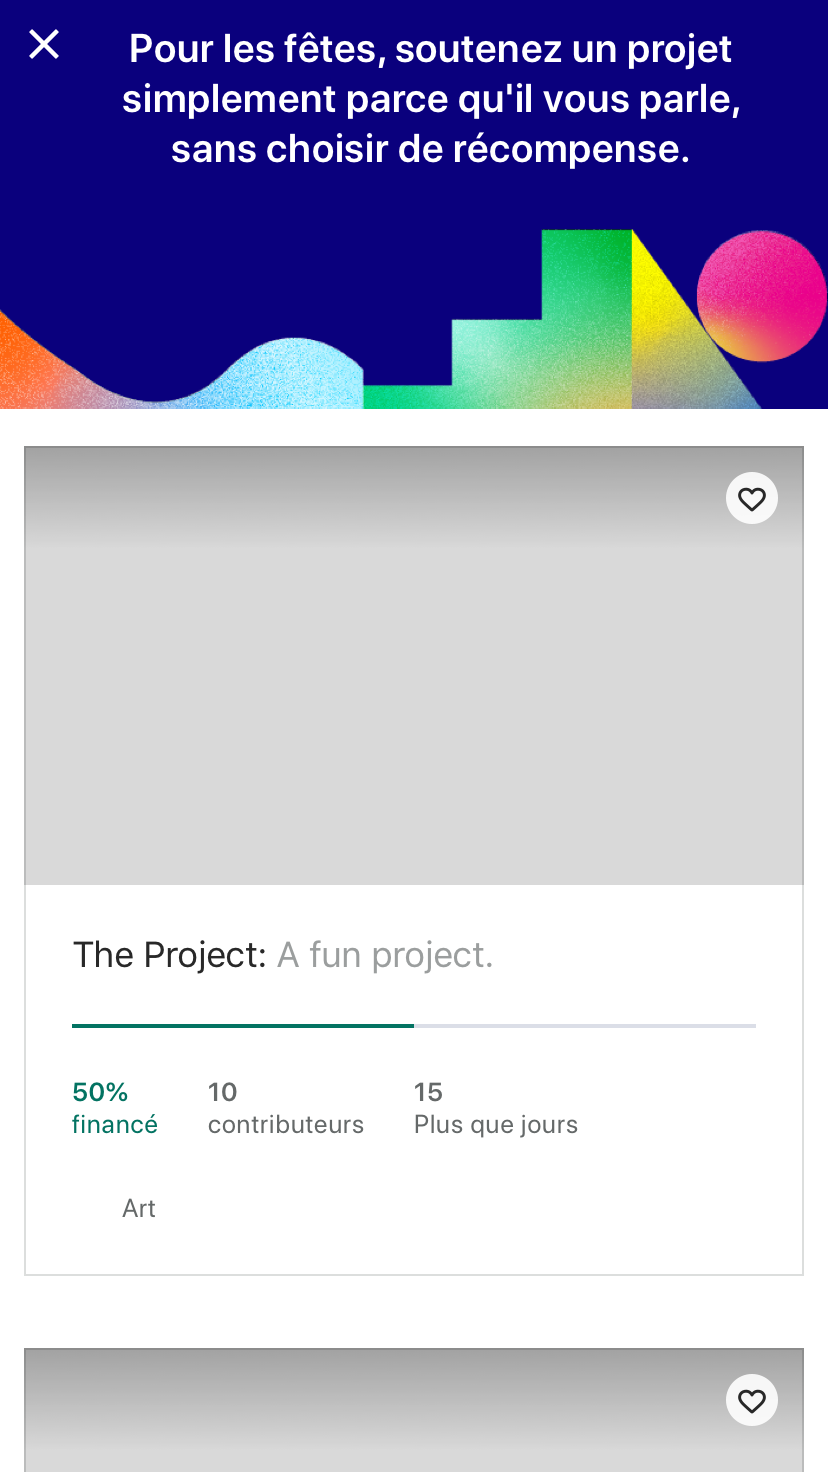 Pour les fêtes, soutenez un projet
simplement parce qu'il vous parle,
sans choisir de récompense.
The Project: A fun project.
50%
financé
10
contributeurs
15
Plus que jours
Art